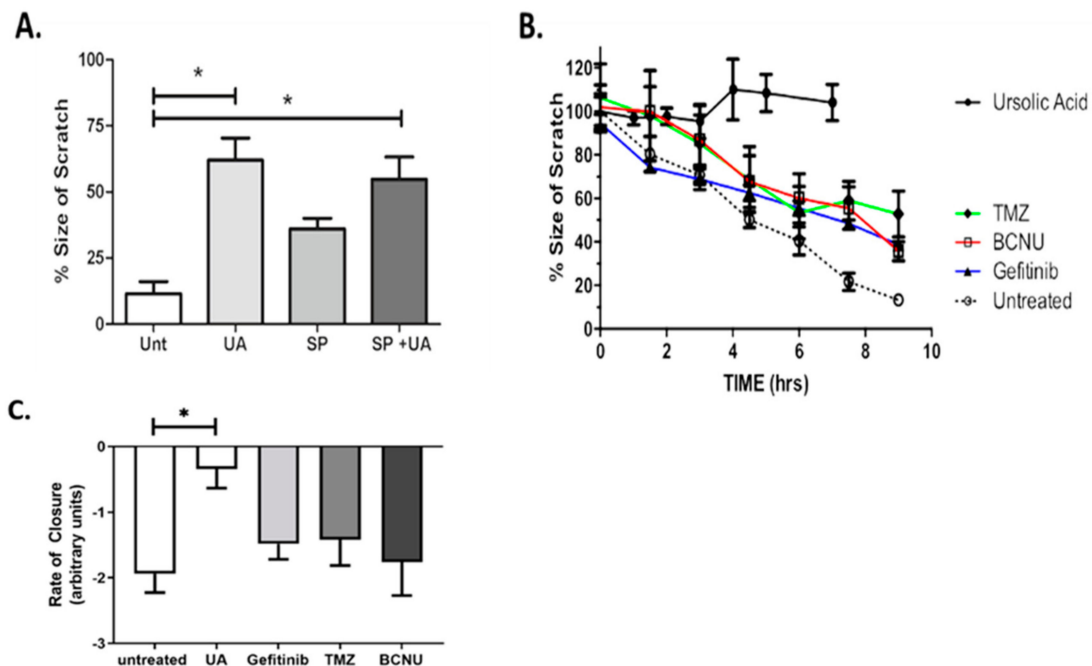 A.
% Size of Scratch
100
75
50
25
0
*
*
Unt UA SP SP +UA
B.
% Size of Scratch
120
100
80
60
40
20
0
0 2 4 6 8 10
TIME (hrs)
Ursolic Acid
TMZ
BCNU
Gefitinib
Untreated
C.
Rate of Closure
(arbitrary units)
0
-1
-2
-3
*
untreated UA Gefitinib TMZ BCNU